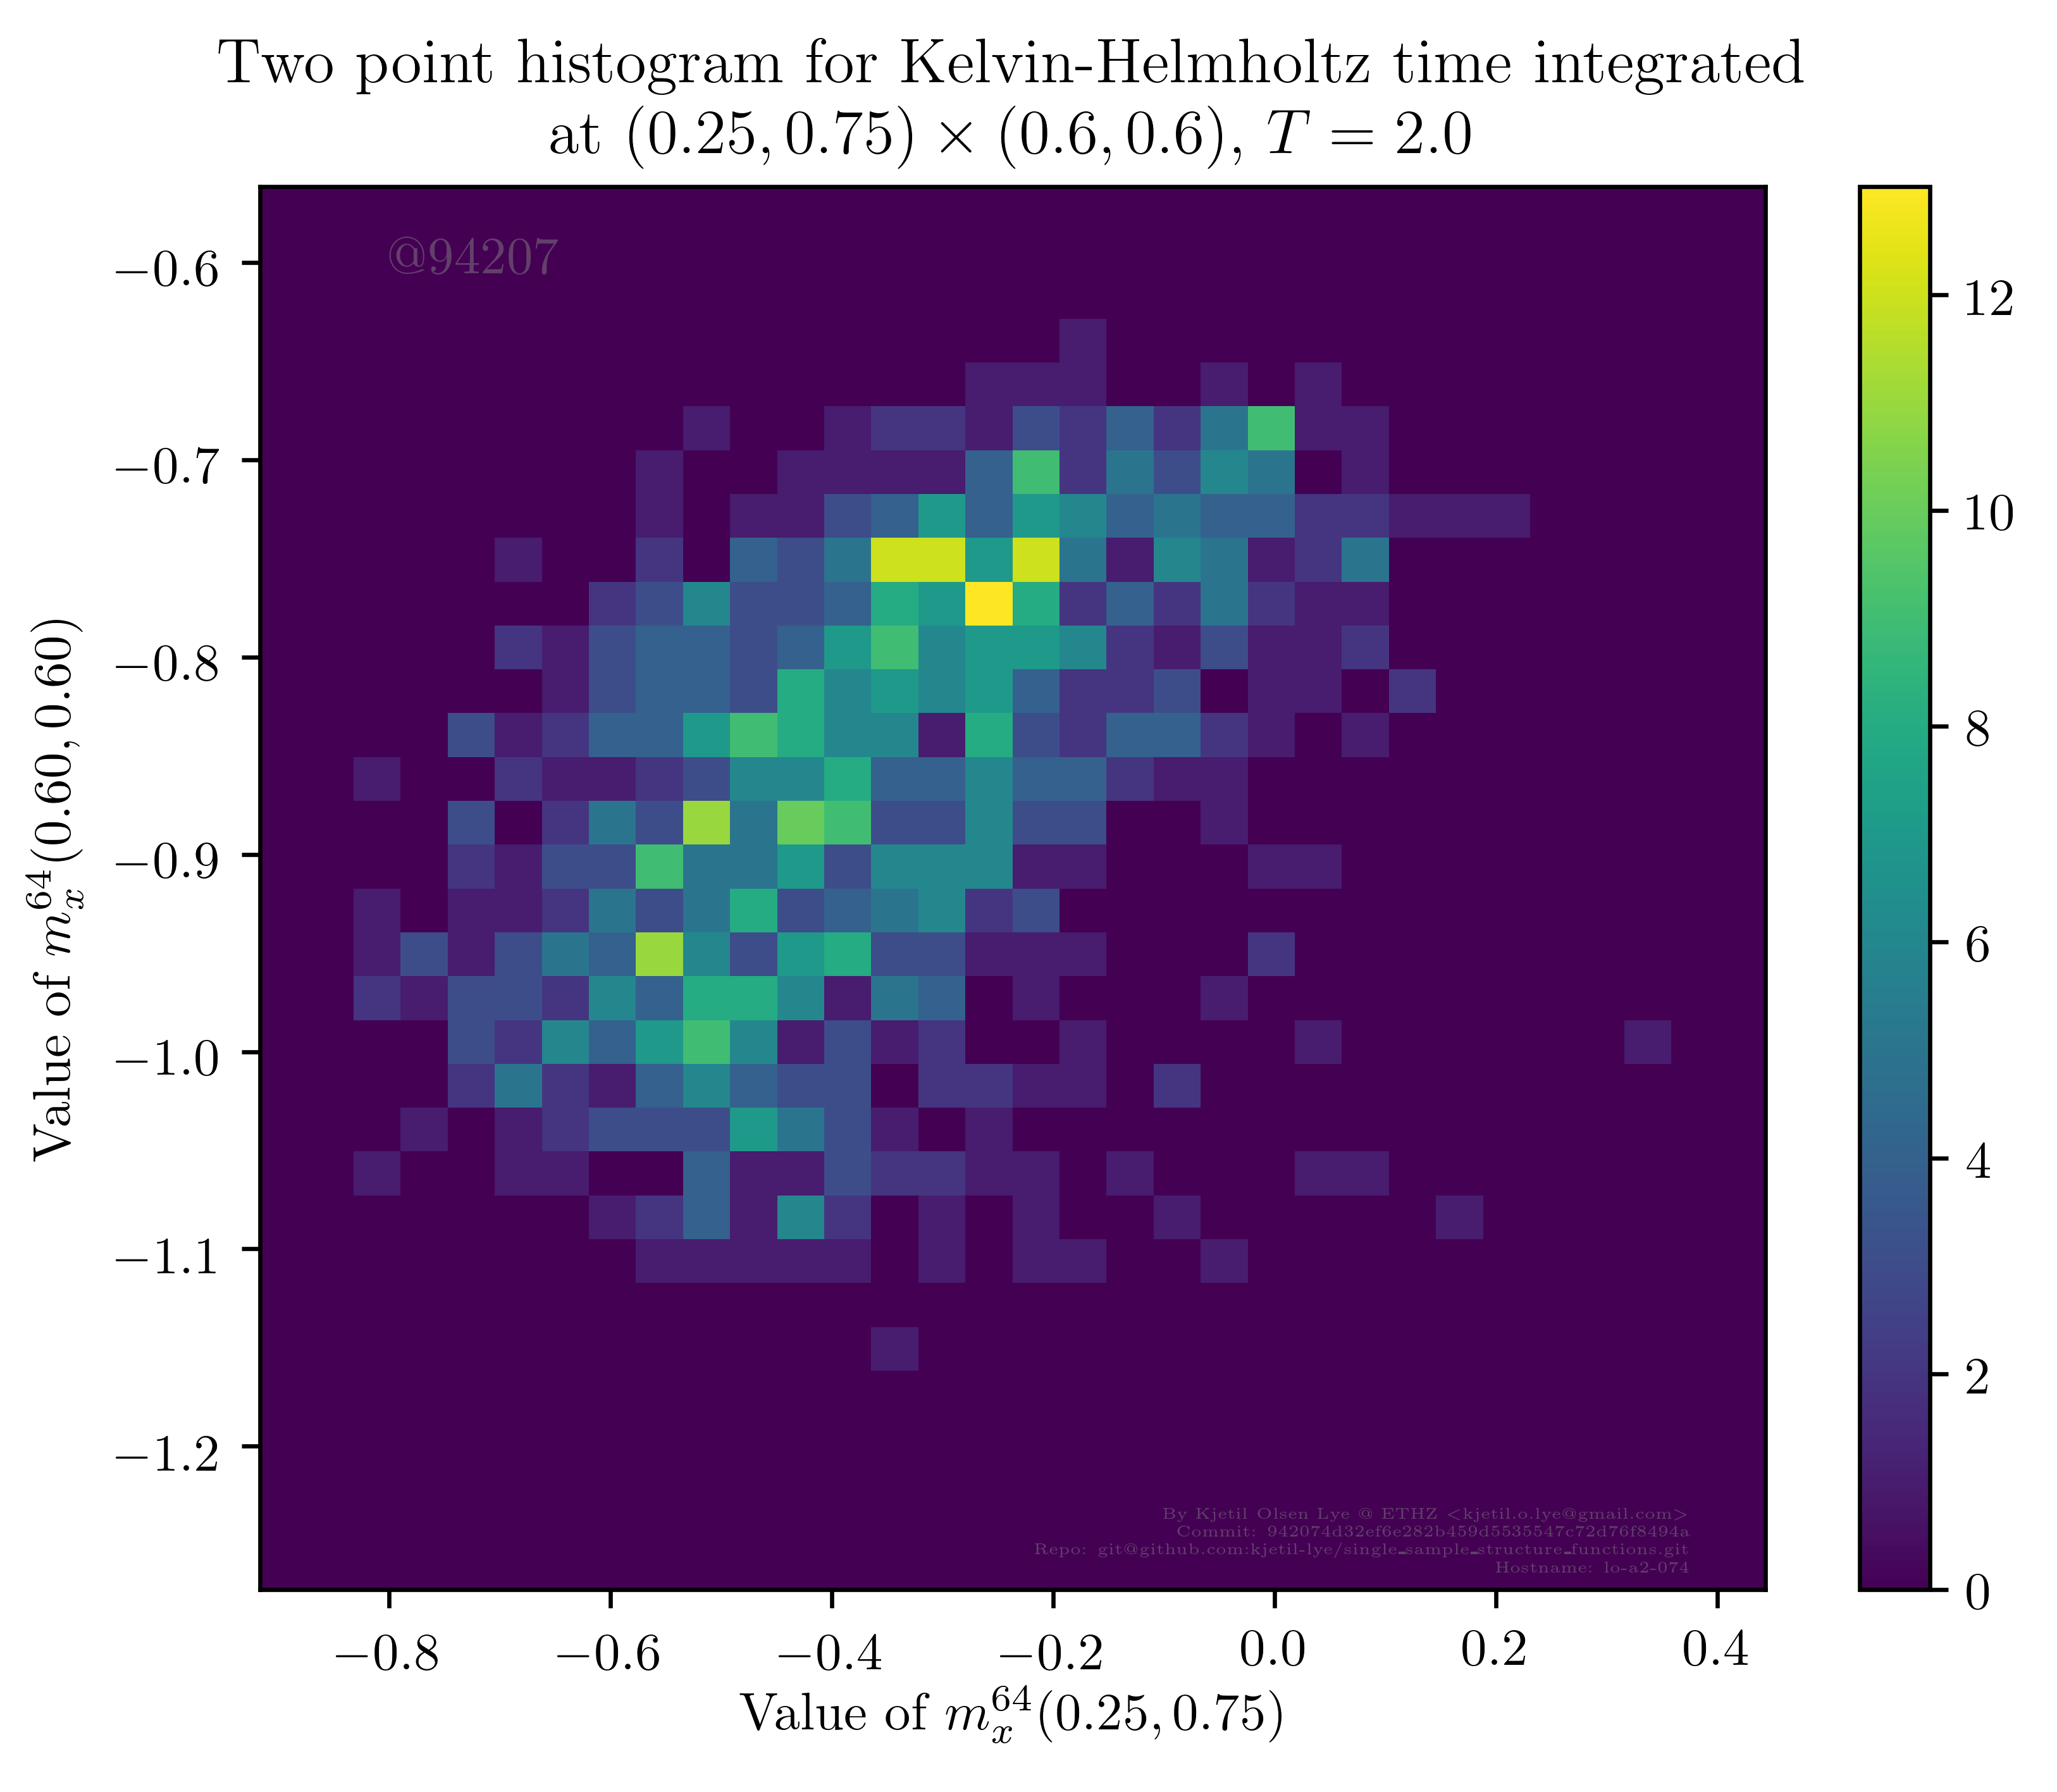 Two point histogram for Kelvin-Helmholtz time integrated
at (0.25, 0.75) × (0.6, 0.6), T = 2.0
@94207
−0.6
−0.7
−0.8
−0.9
−1.0
−1.1
−1.2
Value of m_x^64(0.60, 0.60)
12
10
8
6
4
2
0
By Kjetil Olsen Lye @ ETHZ <kjetil.o.lye@gmail.com>
Commit: 942074d32ef6e282b459d5535547c72d76f8494a
Repo: git@github.com:kjetil-lye/single_sample_structure_functions.git
Hostname: lo-a2-074
−0.8 −0.6 −0.4 −0.2 0.0 0.2 0.4
Value of m_x^64(0.25, 0.75)